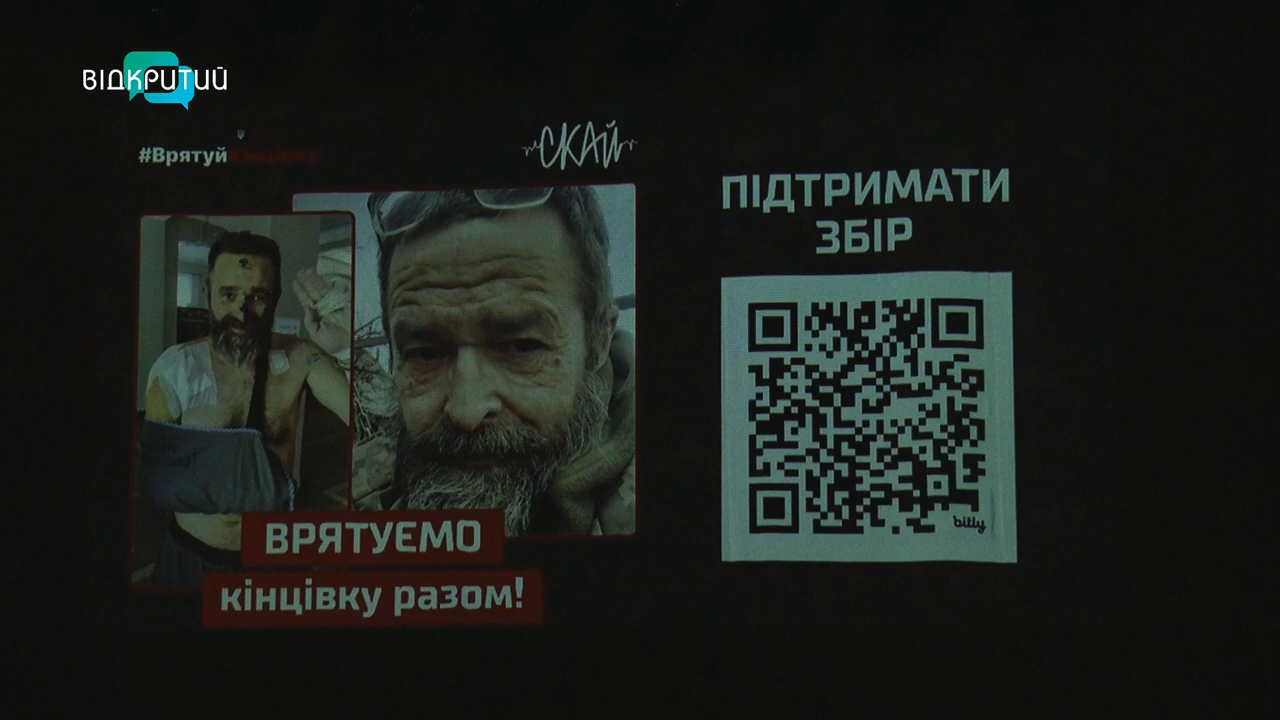 ВІДКРИТИЙ
#Врятуй
СКАЙ
ПІДТРИМАТИ
ЗБІР
bitly
ВРЯТУЄМО
кінцівку разом!